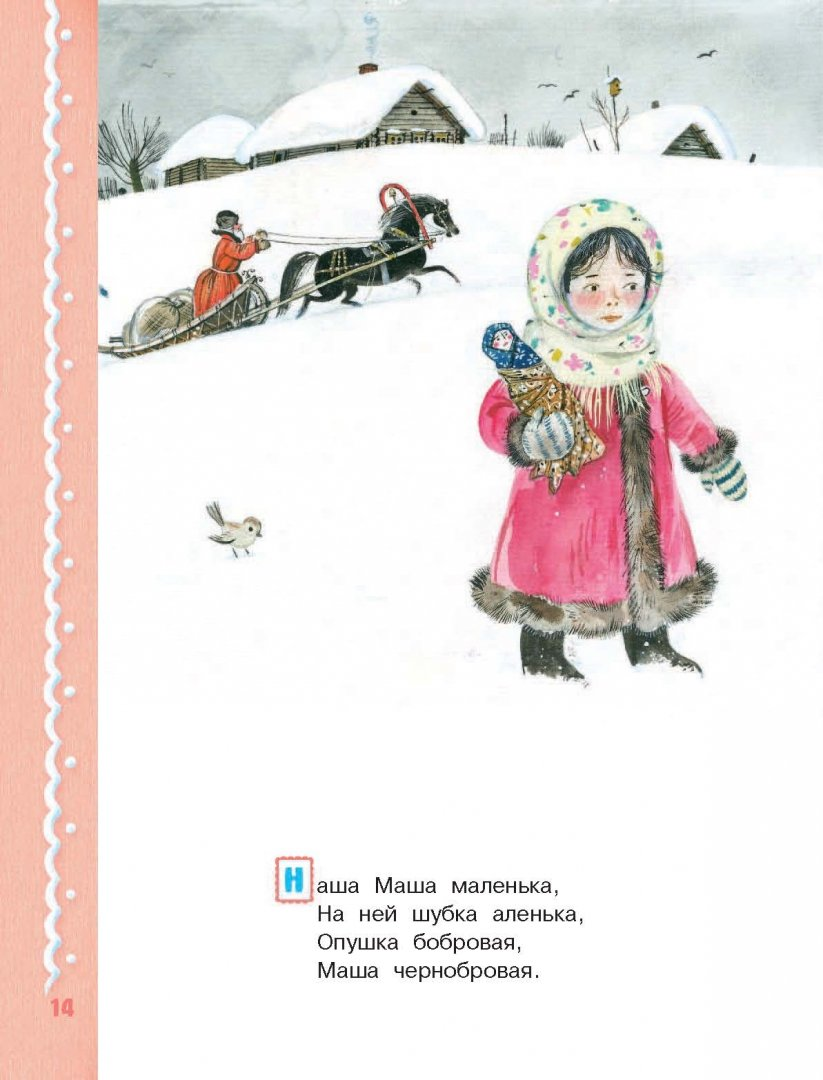 Наша Маша маленька,
На ней шубка аленька,
Опушка бобровая,
Маша чернобровая.
14